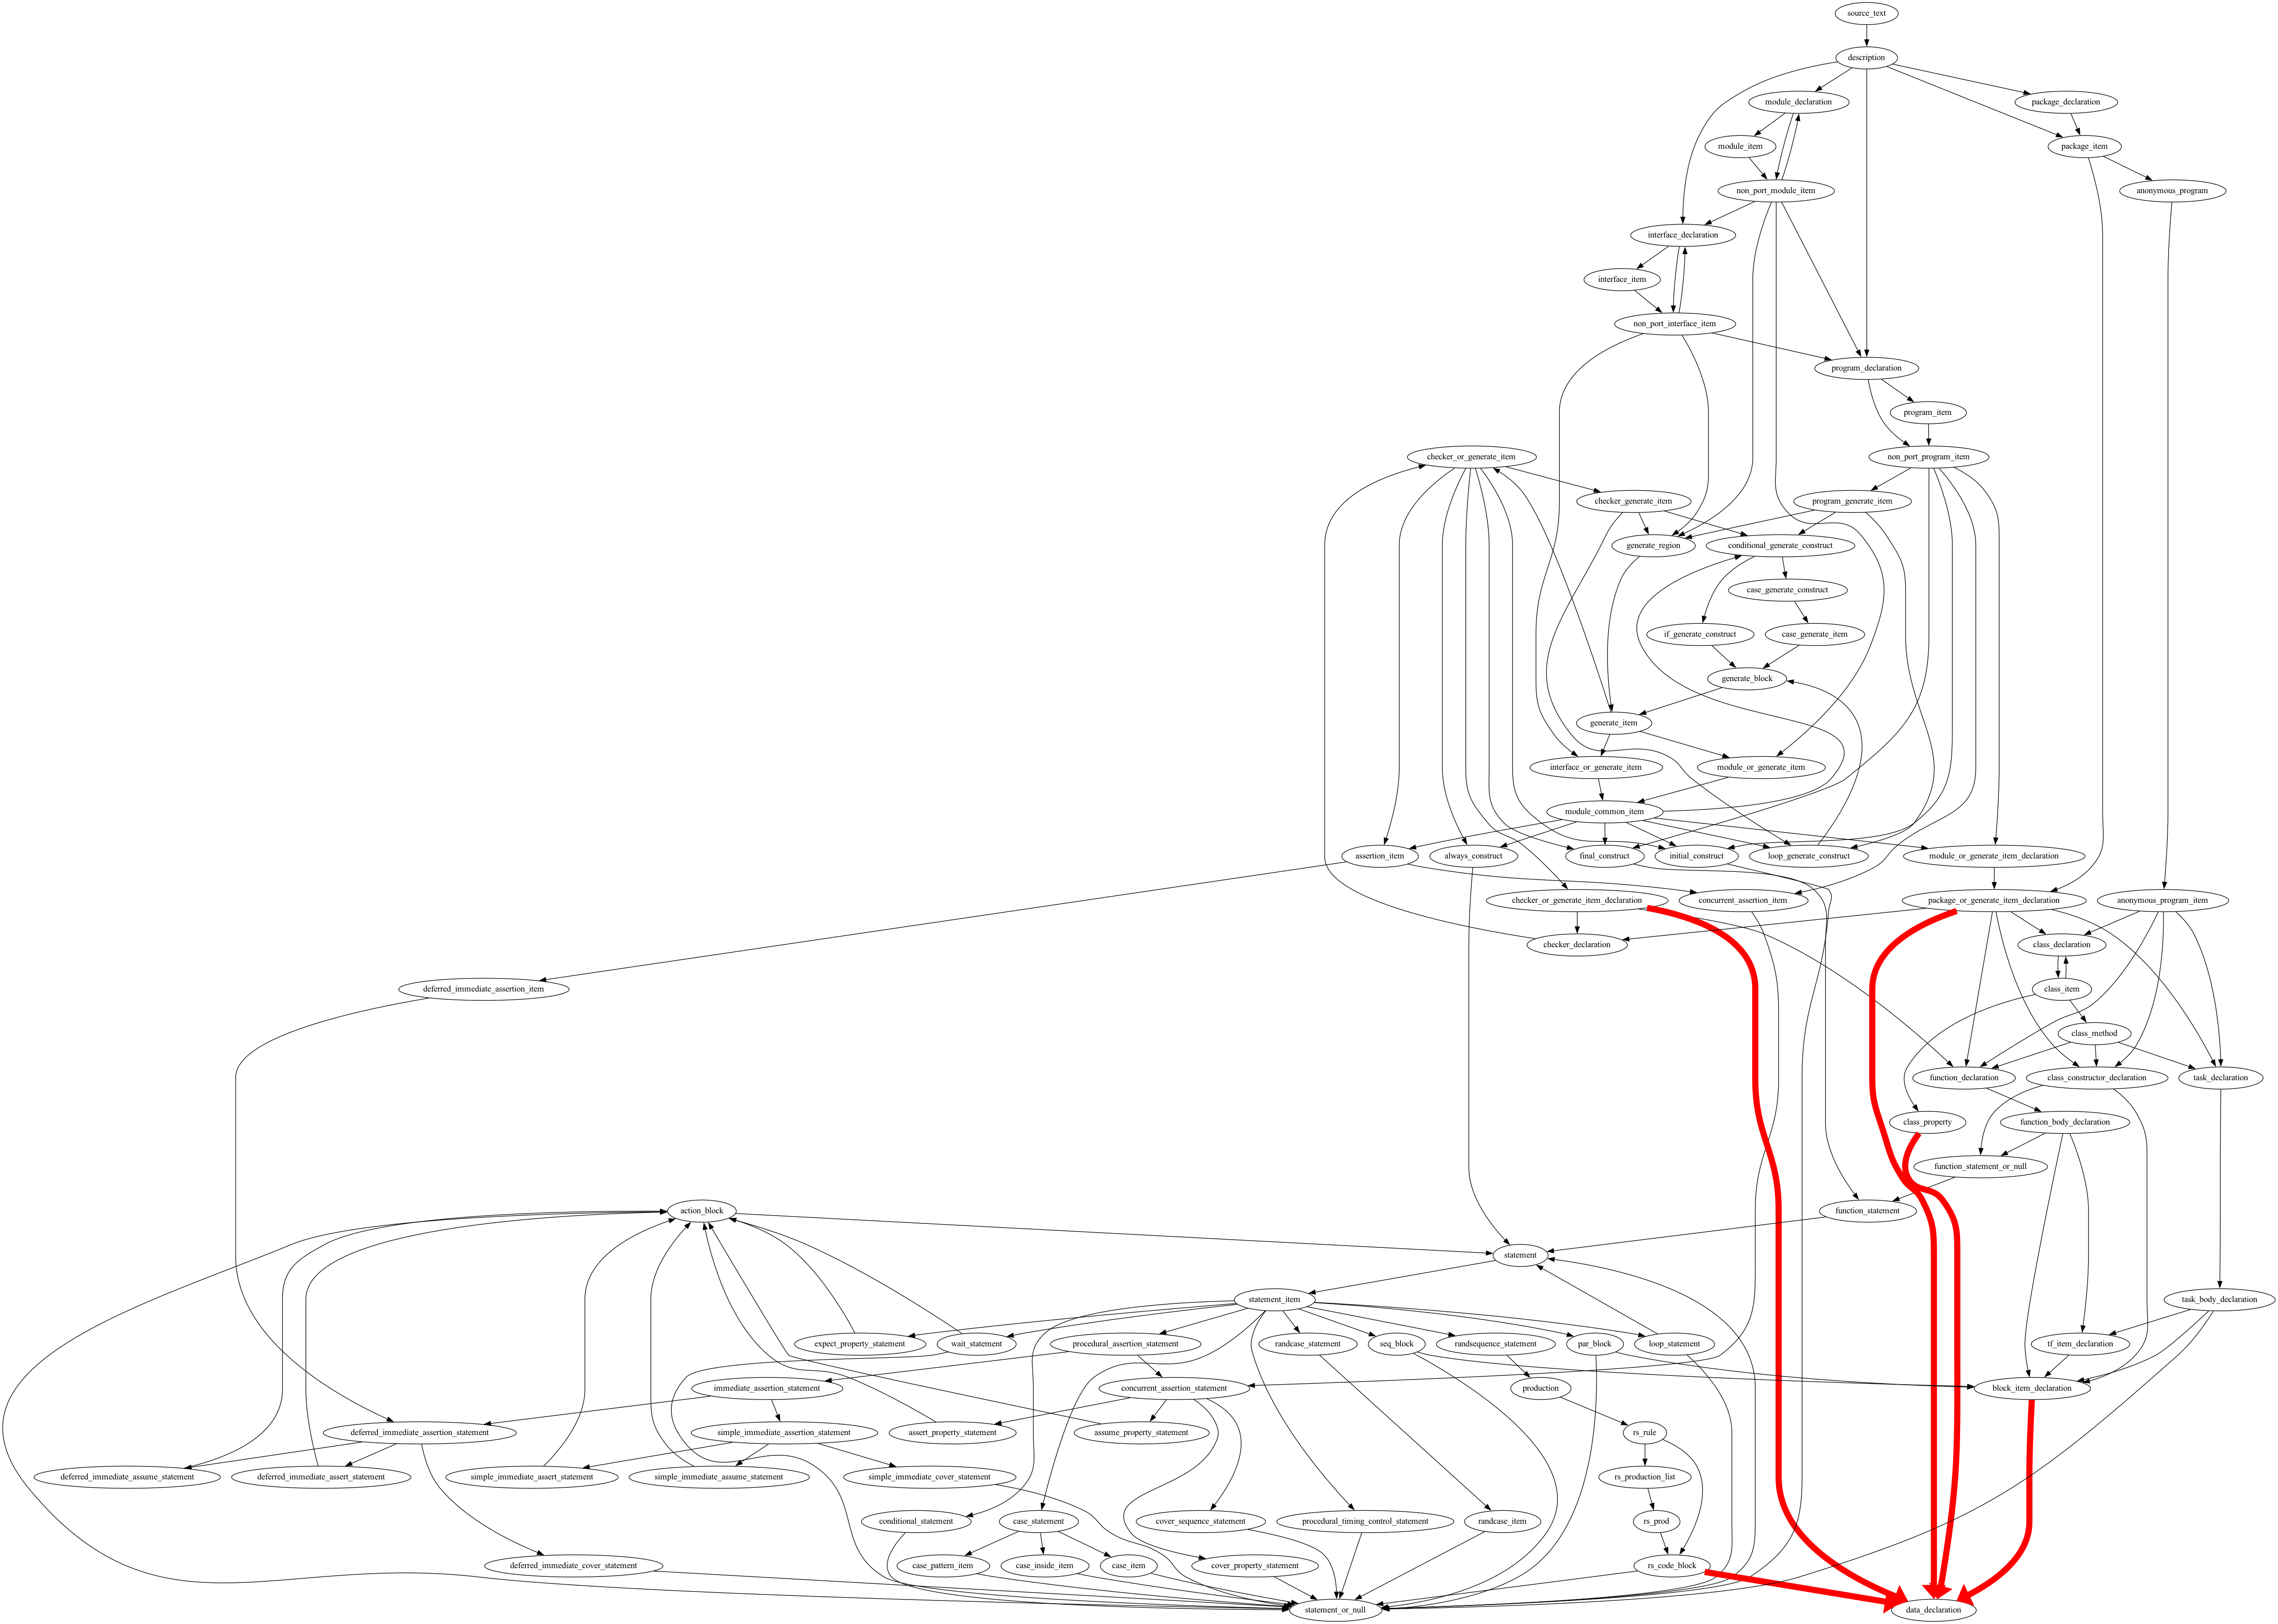 source_text
description
module_declaration
package_declaration
module_item
package_item
non_port_module_item
anonymous_program
interface_declaration
interface_item
non_port_interface_item
program_declaration
program_item
checker_or_generate_item
non_port_program_item
checker_generate_item
program_generate_item
generate_region
conditional_generate_construct
case_generate_construct
if_generate_construct
case_generate_item
generate_block
generate_item
interface_or_generate_item
module_or_generate_item
module_common_item
assertion_item
always_construct
final_construct
initial_construct
loop_generate_construct
module_or_generate_item_declaration
checker_or_generate_item_declaration
concurrent_assertion_item
package_or_generate_item_declaration
anonymous_program_item
checker_declaration
class_declaration
deferred_immediate_assertion_item
class_item
class_method
function_declaration
class_constructor_declaration
task_declaration
class_property
function_body_declaration
function_statement_or_null
action_block
function_statement
statement
statement_item
task_body_declaration
expect_property_statement
wait_statement
procedural_assertion_statement
randcase_statement
seq_block
randsequence_statement
par_block
loop_statement
tf_item_declaration
immediate_assertion_statement
concurrent_assertion_statement
production
block_item_declaration
deferred_immediate_assertion_statement
simple_immediate_assertion_statement
assert_property_statement
assume_property_statement
rs_rule
deferred_immediate_assume_statement
deferred_immediate_assert_statement
simple_immediate_assert_statement
simple_immediate_assume_statement
simple_immediate_cover_statement
rs_production_list
conditional_statement
case_statement
cover_sequence_statement
procedural_timing_control_statement
randcase_item
rs_prod
deferred_immediate_cover_statement
case_pattern_item
case_inside_item
case_item
cover_property_statement
rs_code_block
statement_or_null
data_declaration